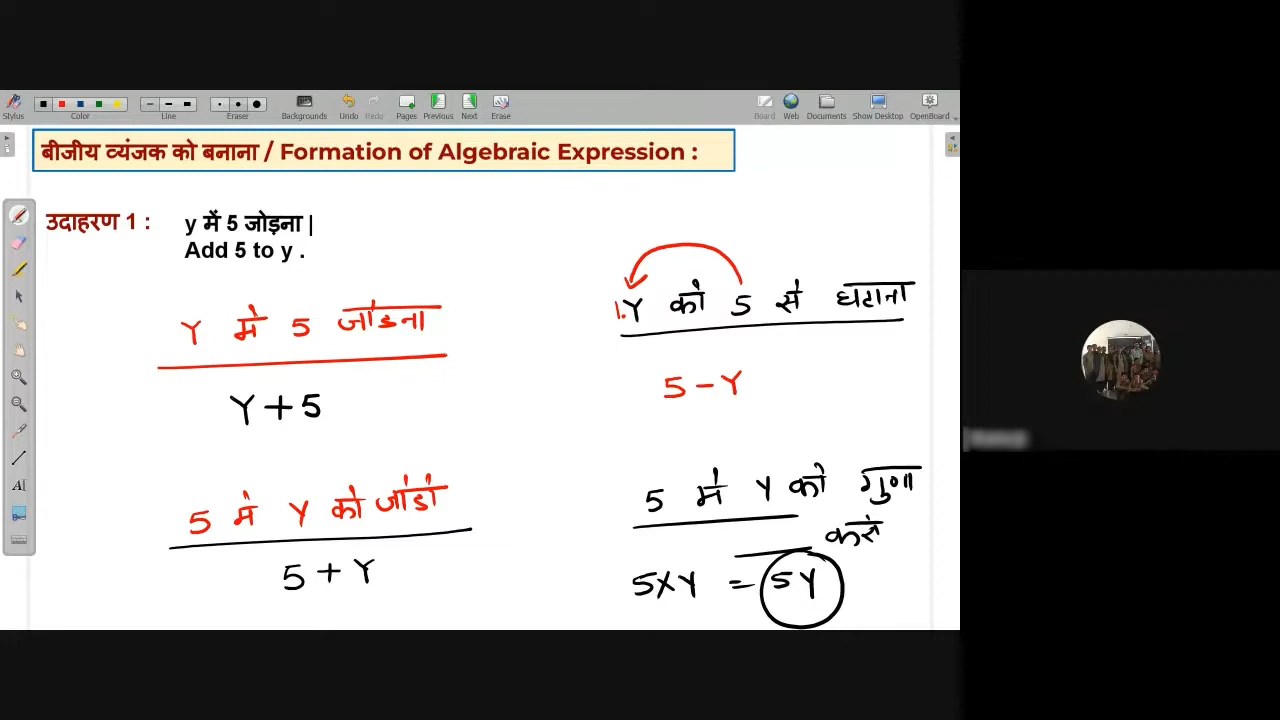 Stylus
Color
Line
Eraser
Backgrounds
Undo
Redo
Pages
Previous
Next
Erase
Board
Web
Documents
Show Desktop
OpenBoard
बीजीय व्यंजक को बनाना / Formation of Algebraic Expression :
उदाहरण 1 : y में 5 जोड़ना |
Add 5 to y .
Y मे 5 जोडना
Y + 5
5 मे Y को जोडो
5 + Y
1. Y को 5 से घटाना
5 - Y
5 मे Y को गुणा
करो
5XY = 5Y